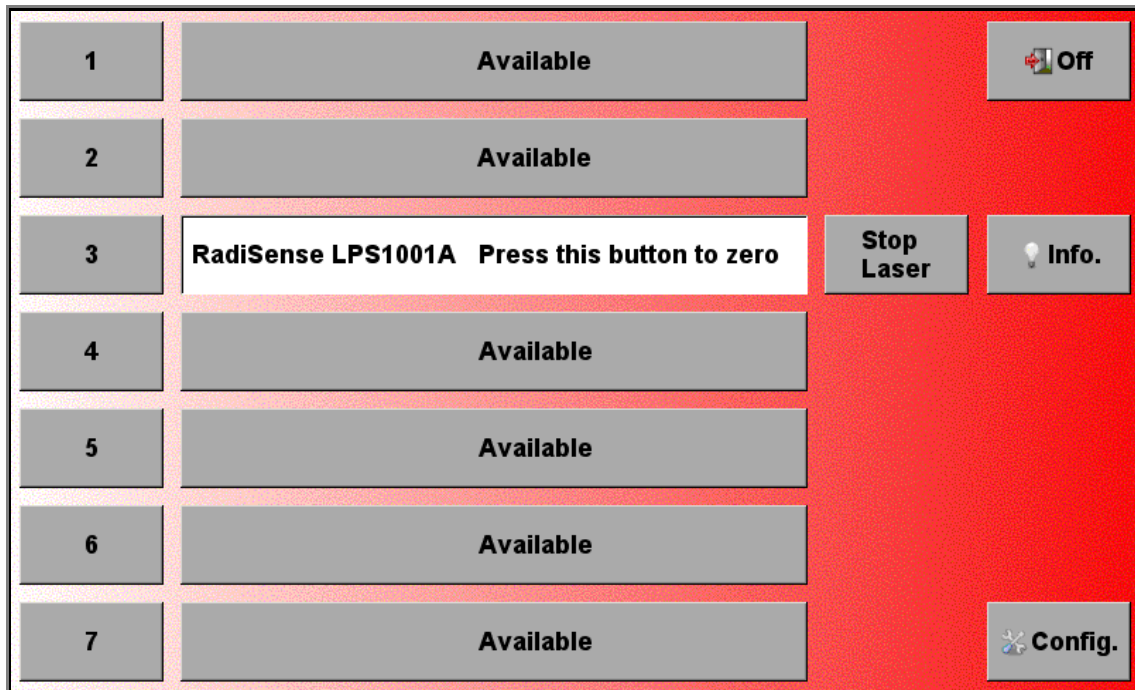 1 Available Off
2 Available
3 RadiSense LPS1001A Press this button to zero Stop Laser Info.
4 Available
5 Available
6 Available
7 Available Config.